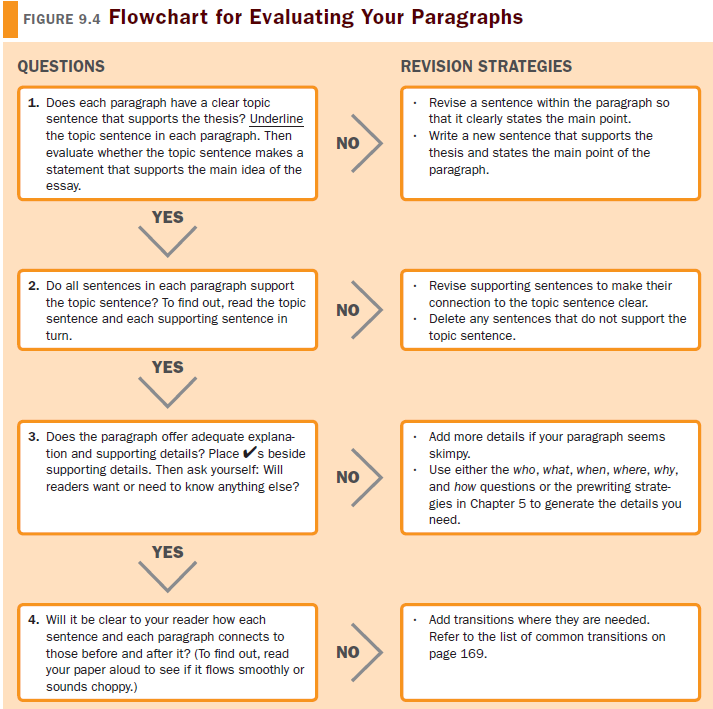 FIGURE 9.4 Flowchart for Evaluating Your Paragraphs
QUESTIONS
REVISION STRATEGIES
1. Does each paragraph have a clear topic
sentence that supports the thesis? Underline
the topic sentence in each paragraph. Then
evaluate whether the topic sentence makes a
statement that supports the main idea of the
essay.
NO
· Revise a sentence within the paragraph so
that it clearly states the main point.
· Write a new sentence that supports the
thesis and states the main point of the
paragraph.
YES
2. Do all sentences in each paragraph support
the topic sentence? To find out, read the topic
sentence and each supporting sentence in
turn.
NO
· Revise supporting sentences to make their
connection to the topic sentence clear.
· Delete any sentences that do not support the
topic sentence.
YES
3. Does the paragraph offer adequate explana-
tion and supporting details? Place ✔s beside
supporting details. Then ask yourself: Will
readers want or need to know anything else?
NO
· Add more details if your paragraph seems
skimpy.
· Use either the who, what, when, where, why,
and how questions or the prewriting strate-
gies in Chapter 5 to generate the details you
need.
YES
4. Will it be clear to your reader how each
sentence and each paragraph connects to
those before and after it? (To find out, read
your paper aloud to see if it flows smoothly or
sounds choppy.)
NO
· Add transitions where they are needed.
Refer to the list of common transitions on
page 169.